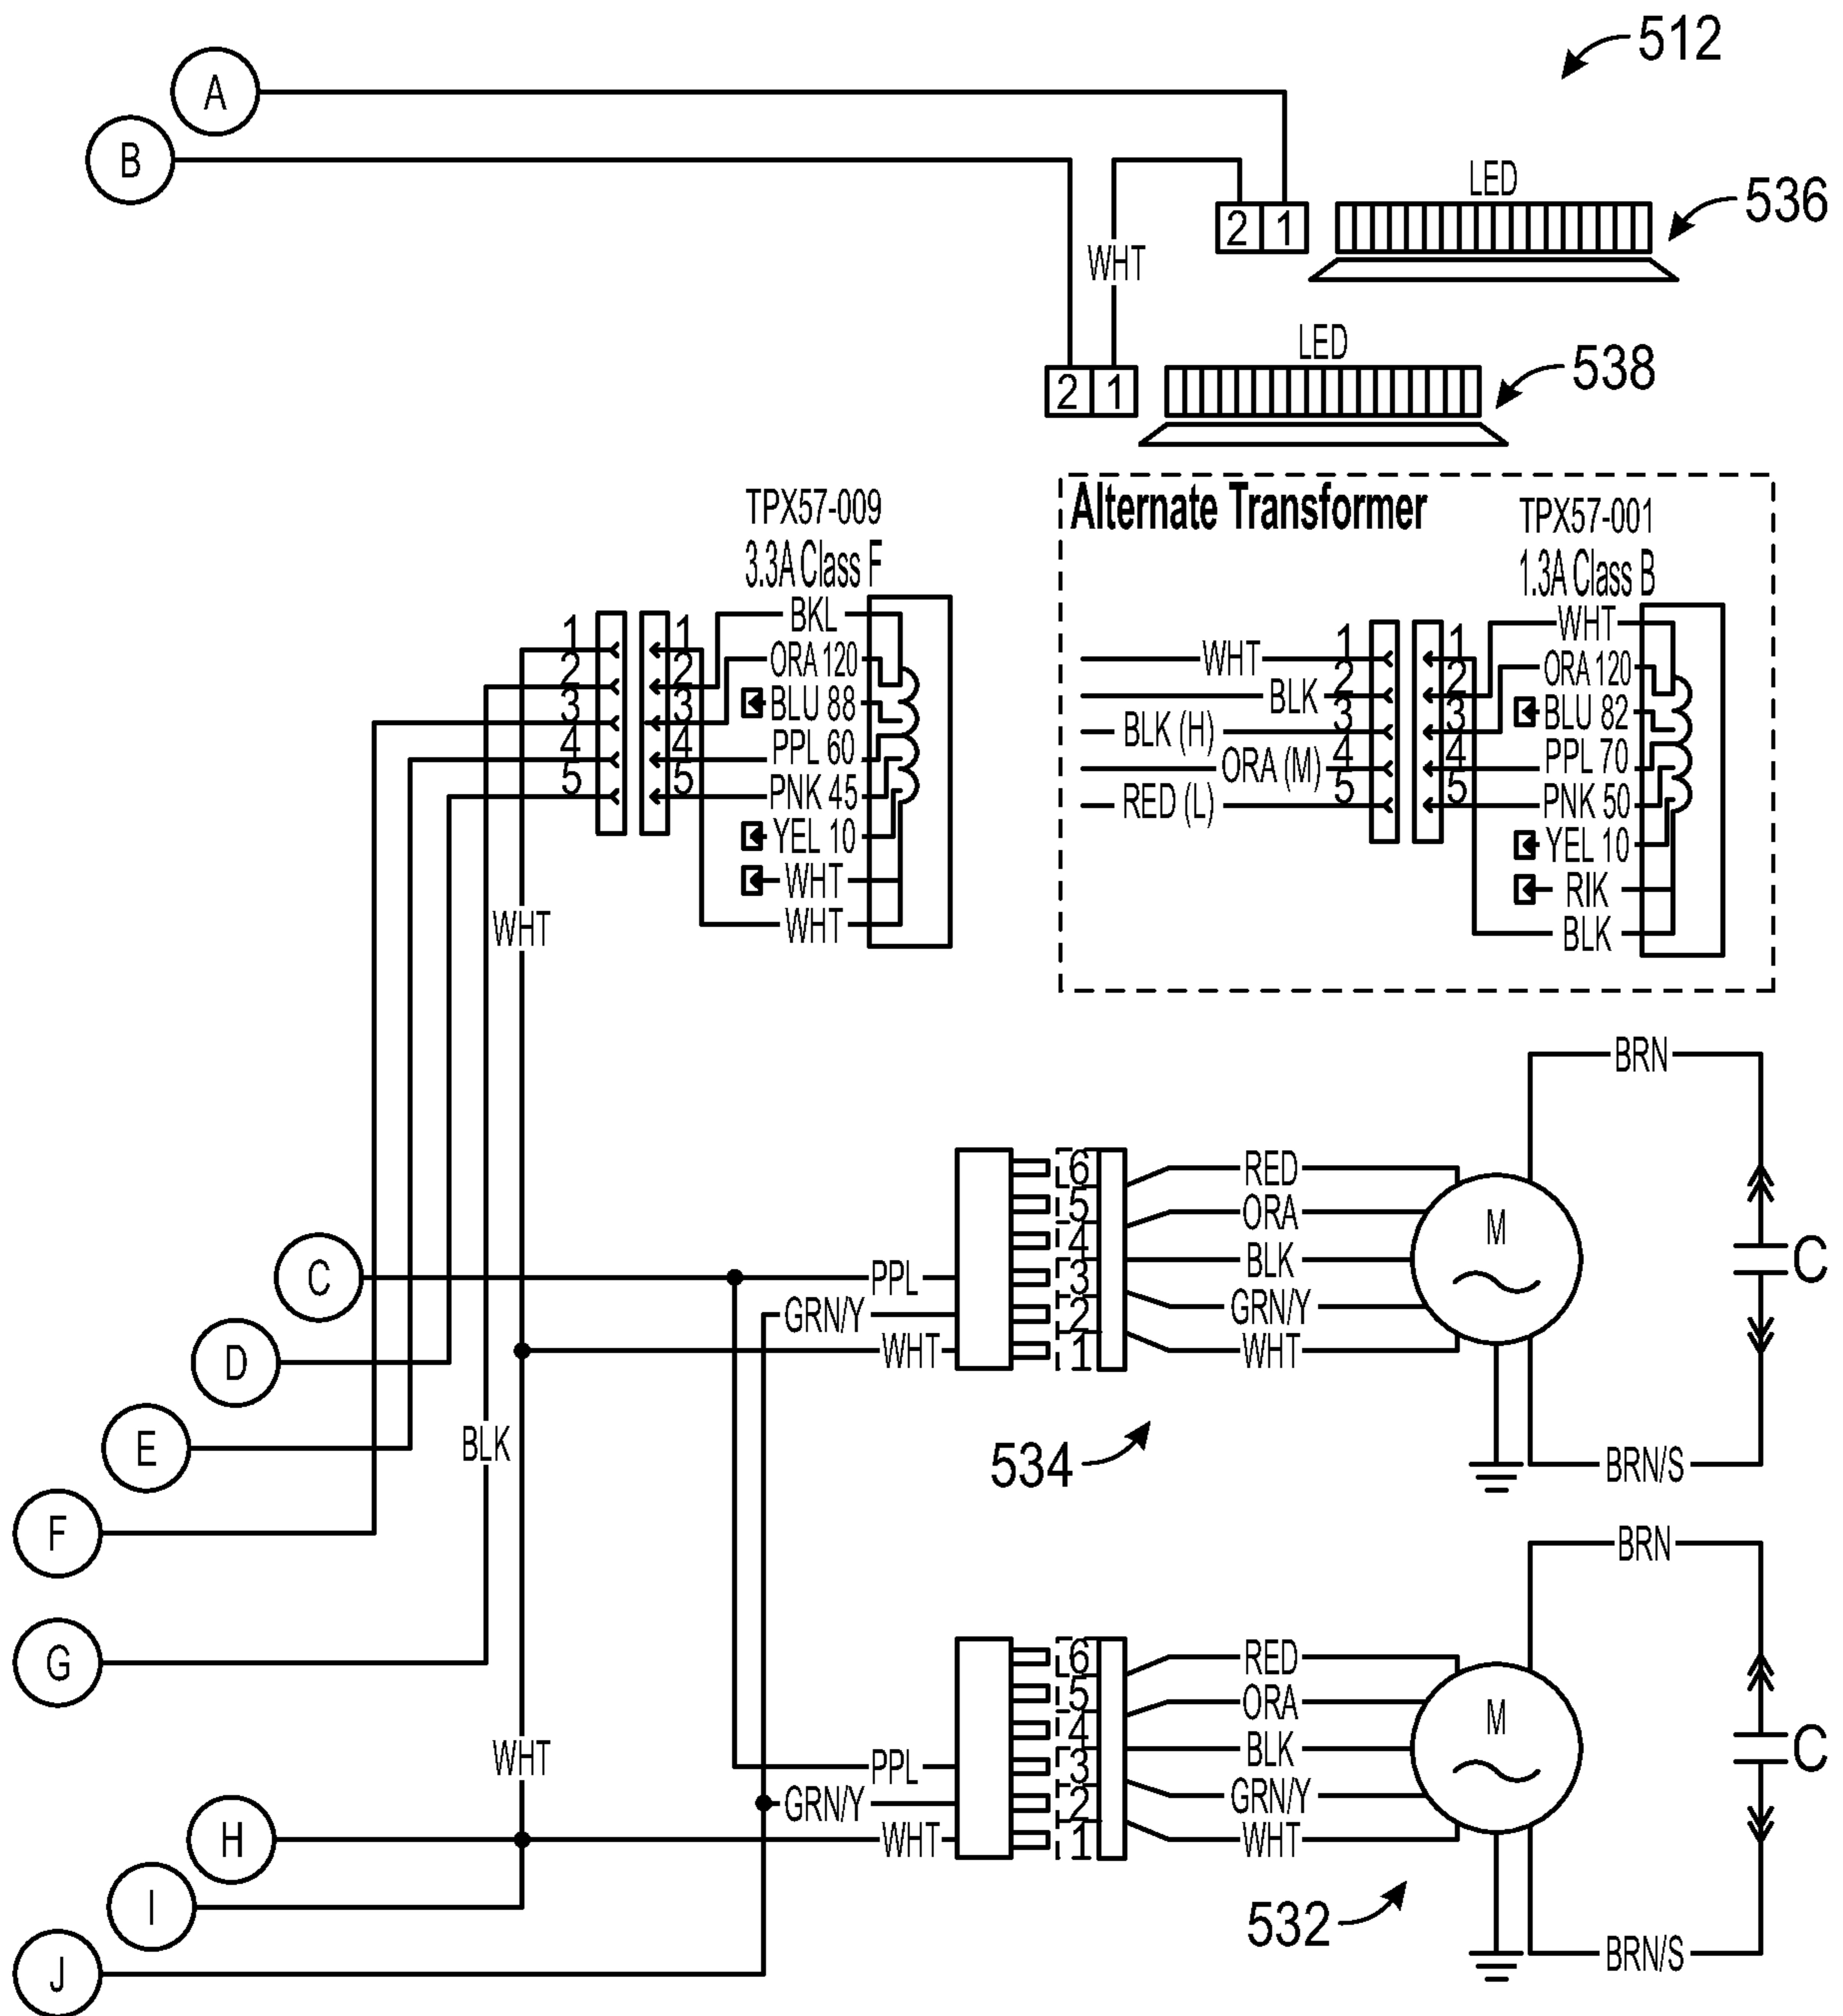 512
A
B
LED
536
2 1
WHT
LED
538
2 1
Alternate Transformer
TPX57-009
3.3A Class F
1 1 BKL
2 2 ORA 120
3 3 BLU 88
4 4 PPL 60
5 5 PNK 45
YEL 10
WHT
WHT
TPX57-001
1.3A Class B
WHT 1 1 WHT
BLK 2 2 ORA 120
BLK (H) 3 3 BLU 82
ORA (M) 4 4 PPL 70
RED (L) 5 5 PNK 50
YEL 10
RIK
BLK
WHT
BRN
6 RED
5 ORA
M
4 BLK
C
C
PPL 3 GRN/Y
GRN/Y 2 WHT
WHT 1
D
E
BLK
534
BRN/S
F
BRN
G
6 RED
5 ORA
M
4 BLK
C
WHT
PPL 3 GRN/Y
GRN/Y 2 WHT
H
WHT 1
I
532
BRN/S
J